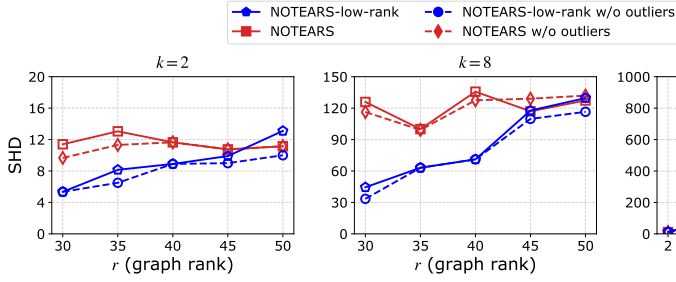 NOTEARS-low-rank
NOTEARS-low-rank w/o outliers
NOTEARS
NOTEARS w/o outliers
k = 2
k = 8
SHD
20
16
12
8
4
0
30 35 40 45 50
r (graph rank)
150
120
90
60
30
0
30 35 40 45 50
r (graph rank)
1000
800
600
400
200
0
2